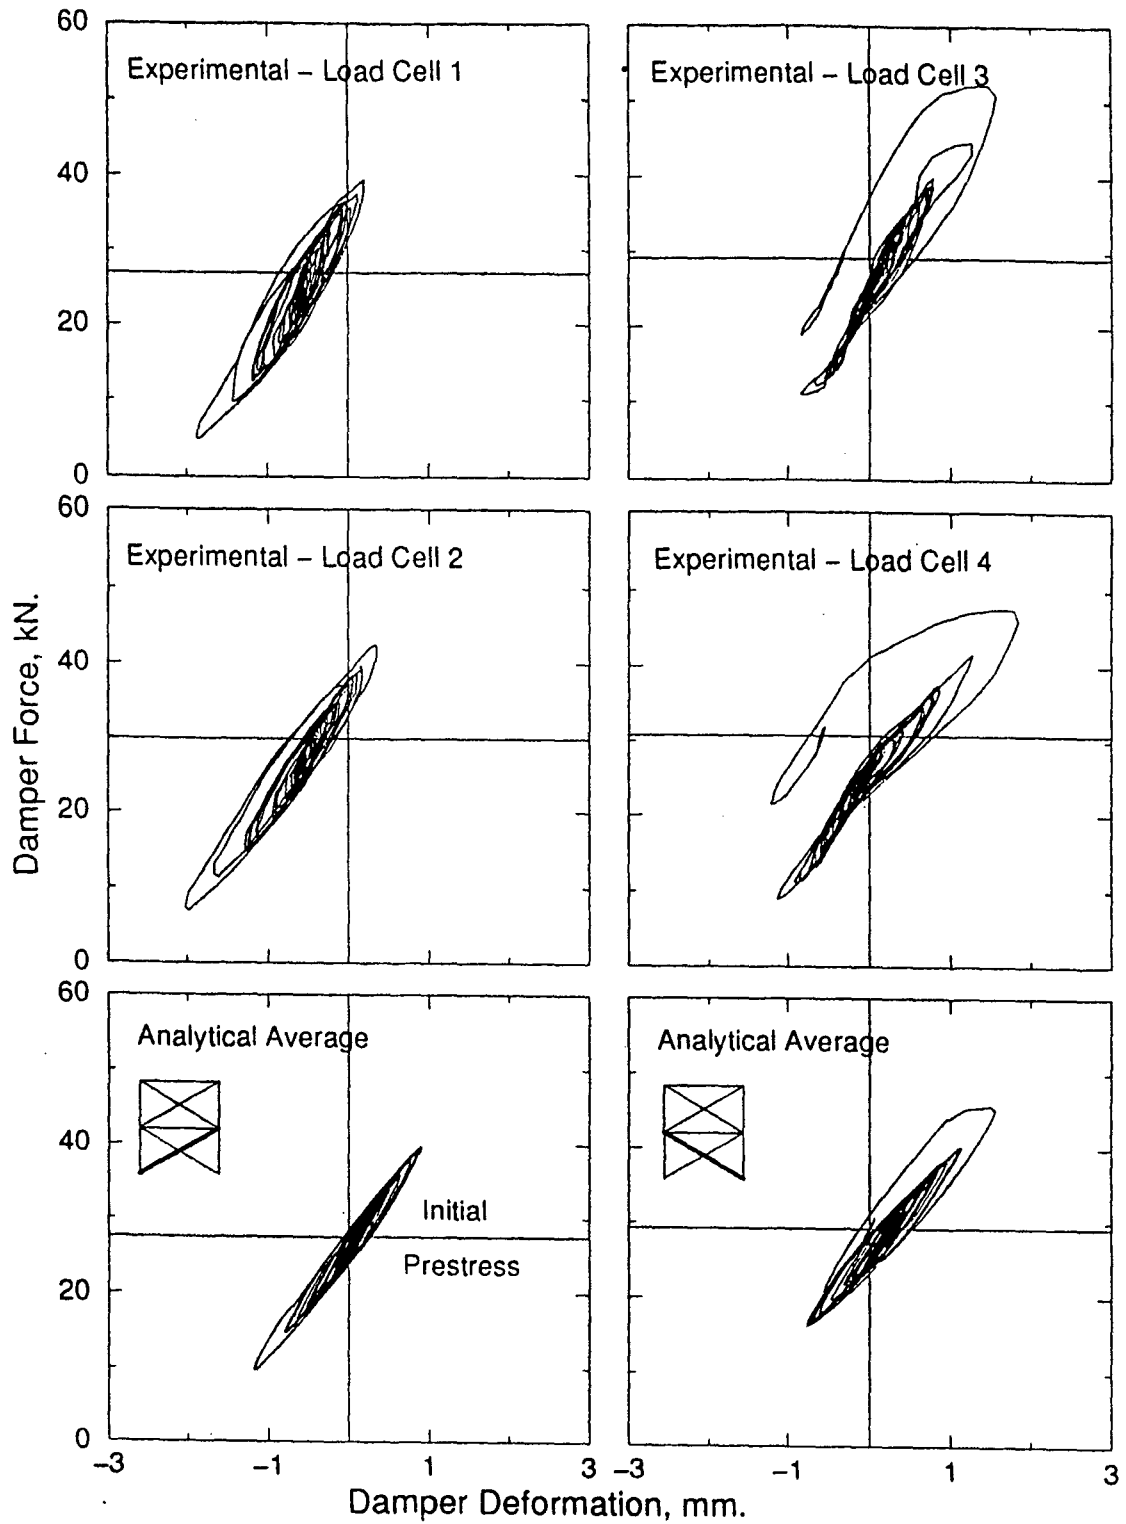 60
Experimental – Load Cell 1
40
20
0
Experimental – Load Cell 3
60
Experimental – Load Cell 2
40
20
0
Experimental – Load Cell 4
Damper Force, kN.
60
Analytical Average
40
Initial
Prestress
20
0
Analytical Average
–3 –1 1 3 –3 –1 1 3
Damper Deformation, mm.